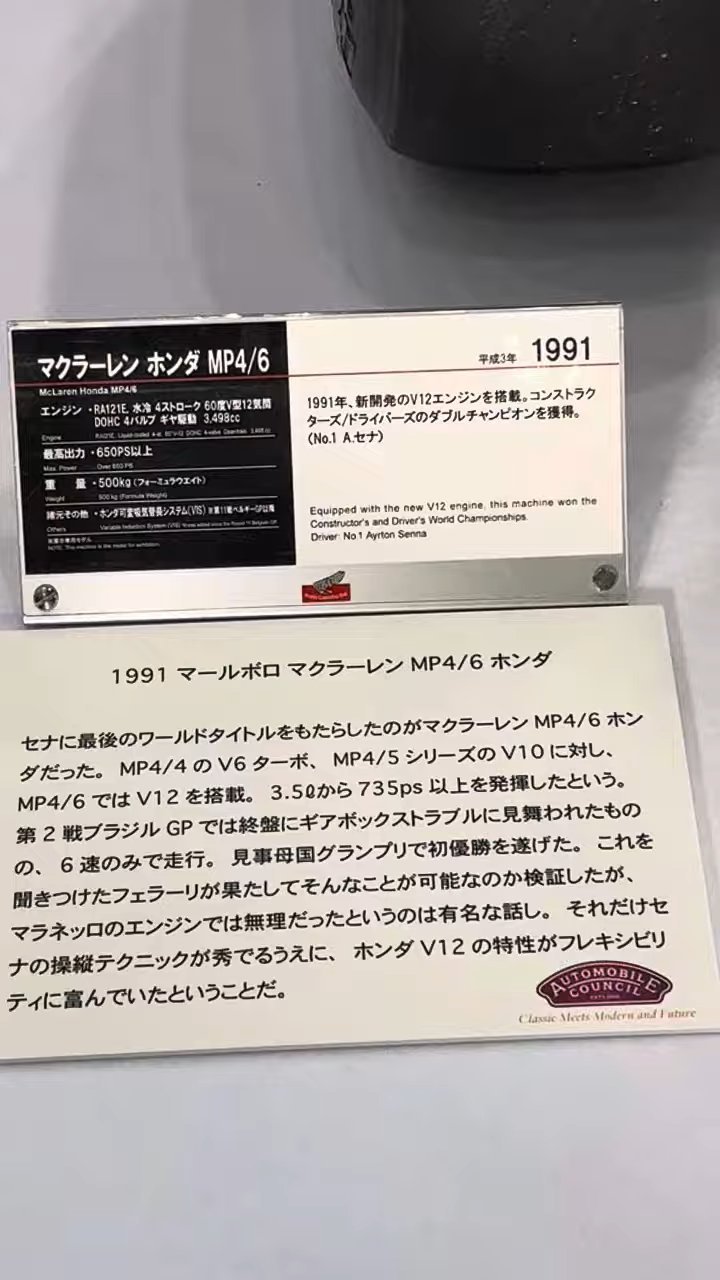 マクラーレン ホンダ MP4/6
McLaren Honda MP4/6
エンジン ・RA121E, 水冷 4ストローク 60度V型12気筒
DOHC 4バルブ ギヤ駆動 3,498cc
Engine
最高出力 ・650PS以上
Max. Power Over 650 PS
重 量 ・500kg (フォーミュラウエイト)
Weight 500 kg (Formula Weight)
諸元その他 ・ホンダ可変吸気管長システム(VIS) ※第11戦ベルギーGP以降
Others Variable Induction System (VIS)
平成3年 1991
1991年、新開発のV12エンジンを搭載。コンストラク
ターズ/ドライバーズのダブルチャンピオンを獲得。
(No.1 A.セナ)
Equipped with the new V12 engine, this machine won the
Constructor's and Driver's World Championships.
Driver: No.1 Ayrton Senna
1991 マールボロ マクラーレン MP4/6 ホンダ
セナに最後のワールドタイトルをもたらしたのがマクラーレン MP4/6 ホン
ダだった。 MP4/4 の V6 ターボ、 MP4/5 シリーズの V10 に対し、
MP4/6 では V12 を搭載。 3.5ℓから 735ps 以上を発揮したという。
第 2 戦ブラジル GP では終盤にギアボックストラブルに見舞われたもの
の、 6 速のみで走行。 見事母国グランプリで初優勝を遂げた。 これを
聞きつけたフェラーリが果たしてそんなことが可能なのか検証したが、
マラネッロのエンジンでは無理だったというのは有名な話し。 それだけセ
ナの操縦テクニックが秀でるうえに、 ホンダ V12 の特性がフレキシビリ
ティに富んでいたということだ。
AUTOMOBILE
COUNCIL
Classic Meets Modern and Future